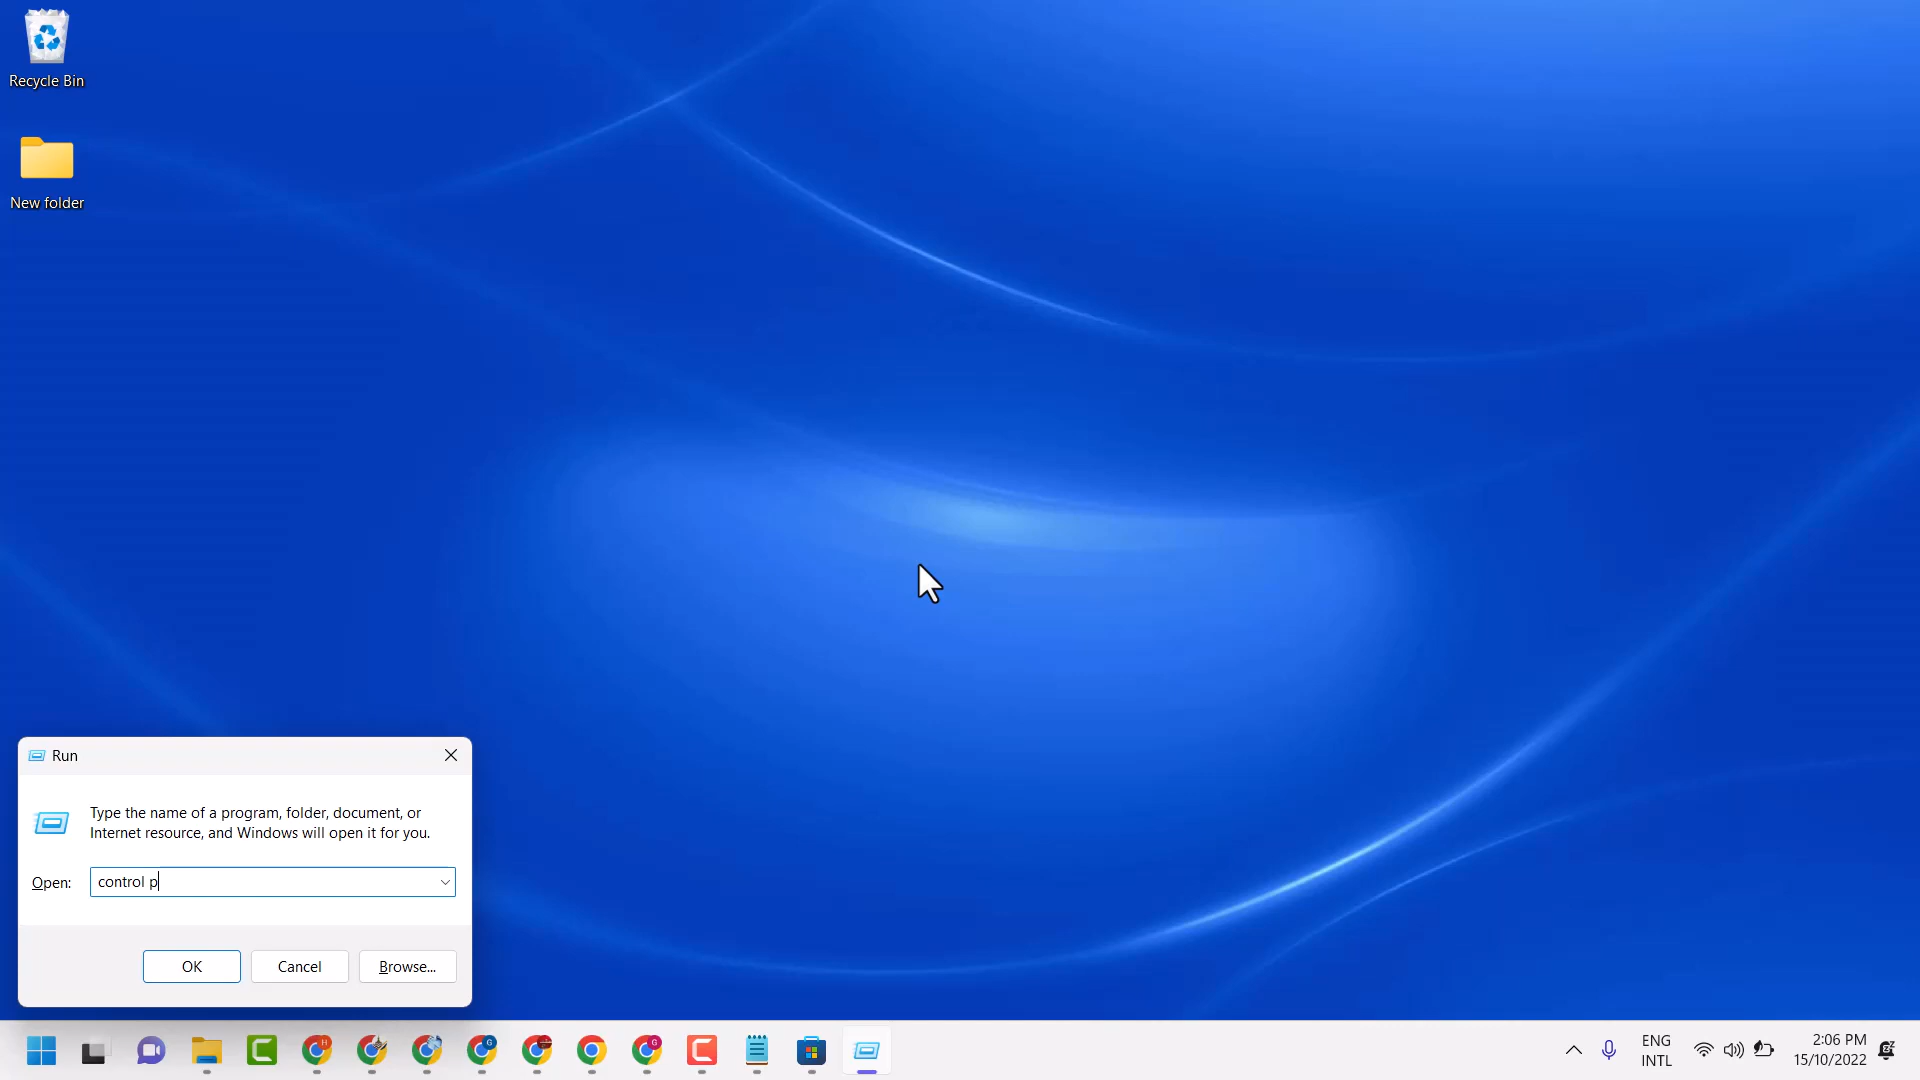 Recycle Bin
New folder
Run
Type the name of a program, folder, document, or
Internet resource, and Windows will open it for you.
Open:
control p
OK
Cancel
Browse...
H
G
G
ENG
INTL
2:06 PM
15/10/2022